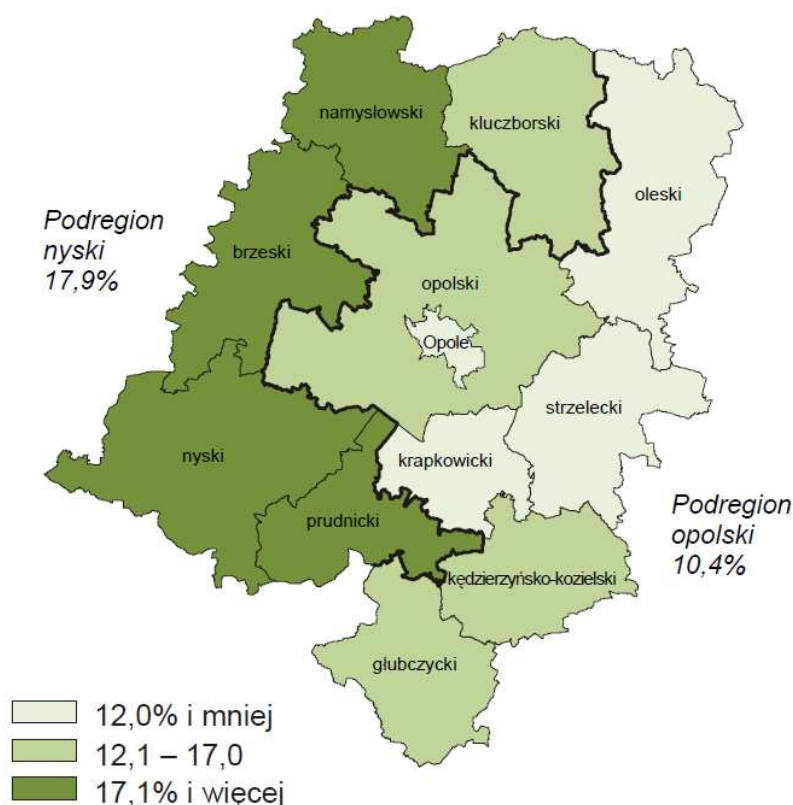 namysłowski
kluczborski
oleski
Podregion
nyski
17,9%
brzeski
opolski
Opole
strzelecki
nyski
krapkowicki
prudnicki
Podregion
opolski
10,4%
kędzierzyńsko-kozielski
głubczycki
12,0% i mniej
12,1 – 17,0
17,1% i więcej